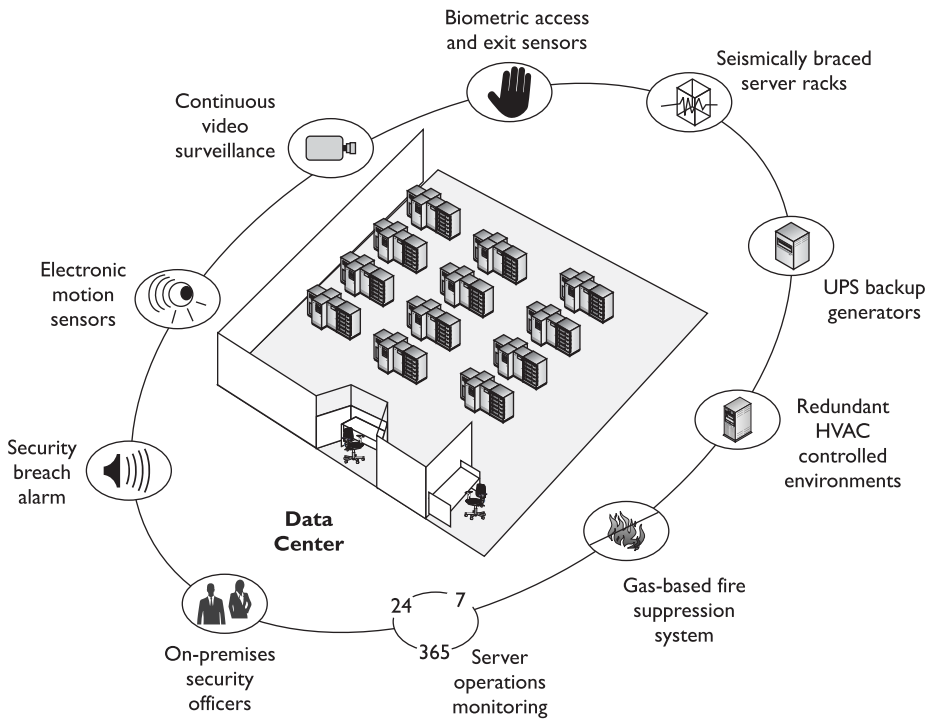 Biometric access
and exit sensors
Seismically braced
server racks
Continuous
video
surveillance
Electronic
motion
sensors
UPS backup
generators
Redundant
HVAC
controlled
environments
Security
breach
alarm
Data
Center
Gas-based fire
suppression
system
24
7
365
Server
operations
monitoring
On-premises
security
officers